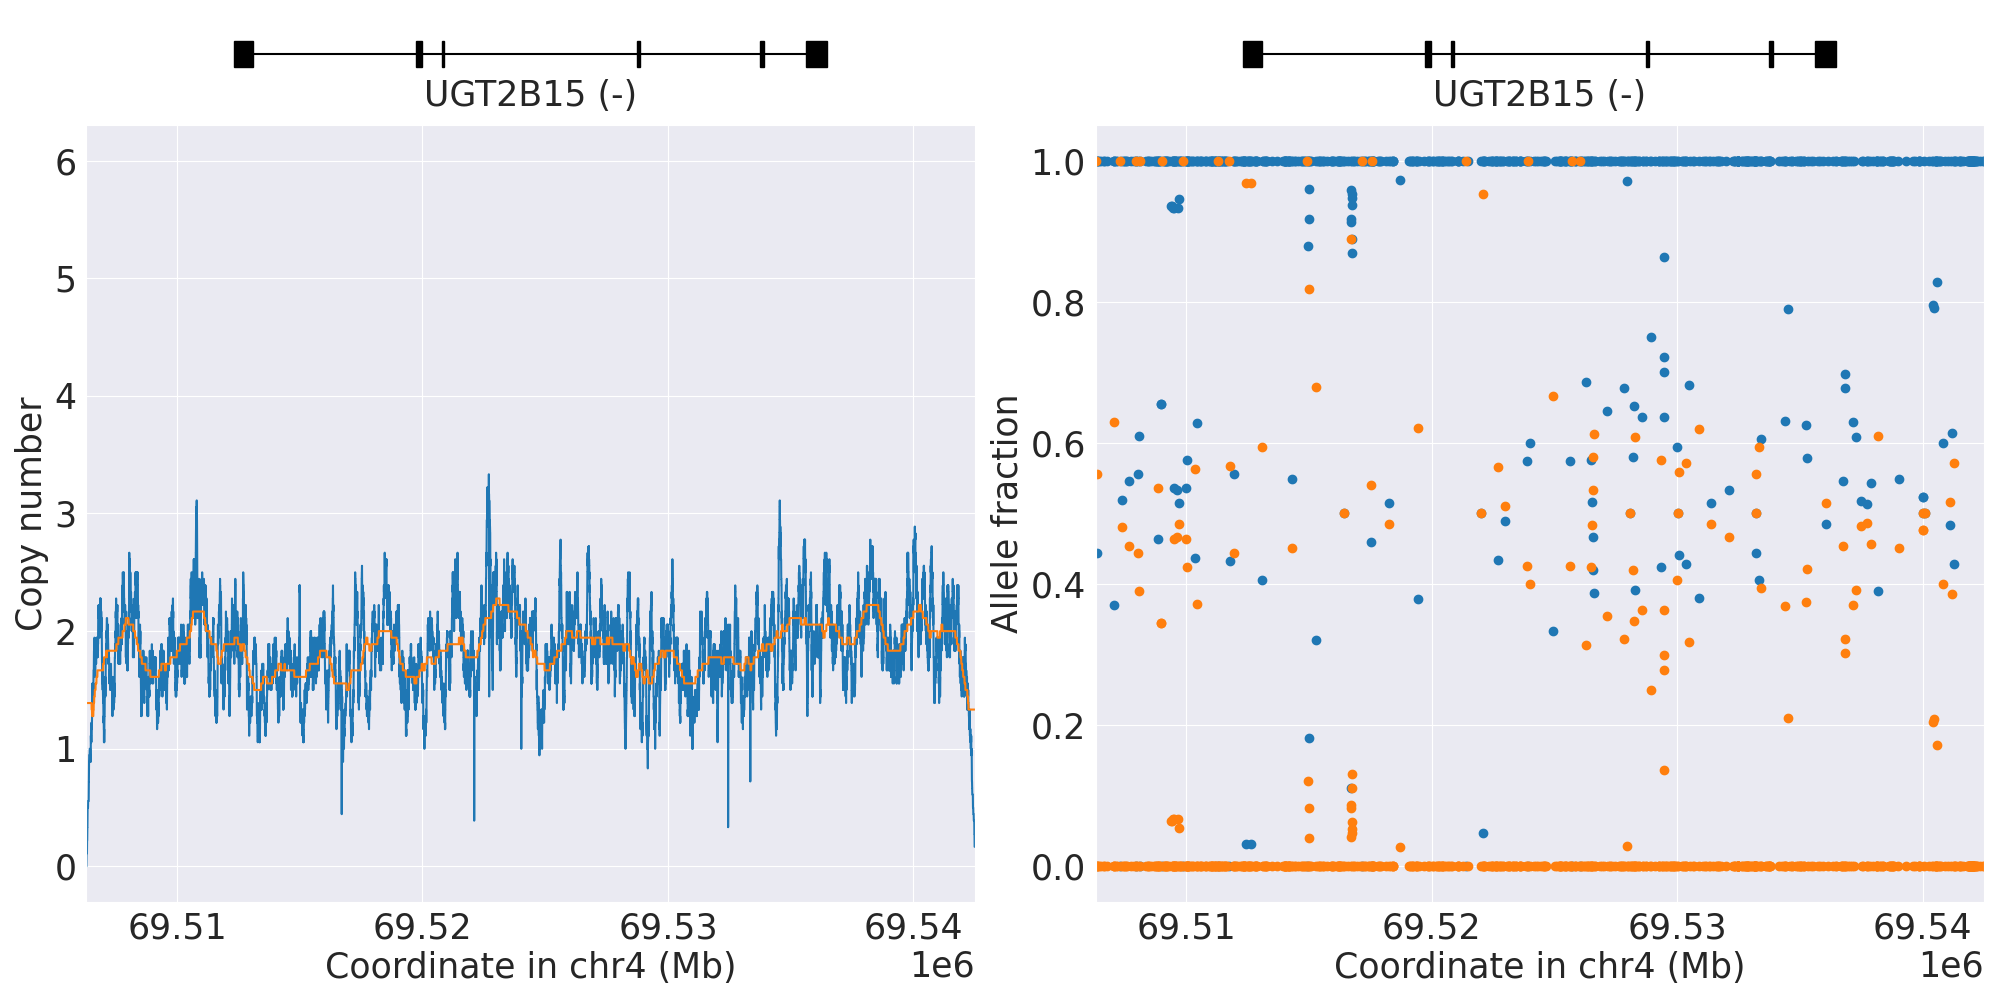 UGT2B15 (-)
6
5
4
3
2
1
0
Copy number
69.51 69.52 69.53 69.54
Coordinate in chr4 (Mb)
1e6
UGT2B15 (-)
1.0
0.8
0.6
0.4
0.2
0.0
Allele fraction
69.51 69.52 69.53 69.54
Coordinate in chr4 (Mb)
1e6